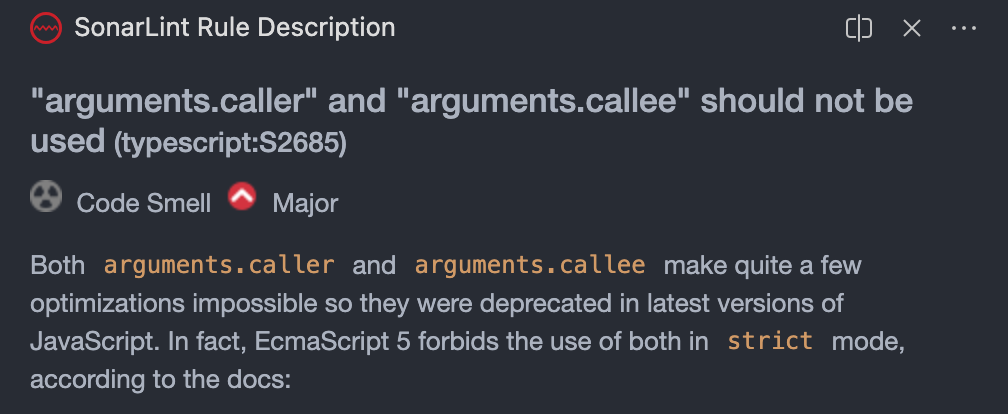 SonarLint Rule Description
"arguments.caller" and "arguments.callee" should not be
used (typescript:S2685)
Code Smell Major
Both arguments.caller and arguments.callee make quite a few
optimizations impossible so they were deprecated in latest versions of
JavaScript. In fact, EcmaScript 5 forbids the use of both in strict mode,
according to the docs: